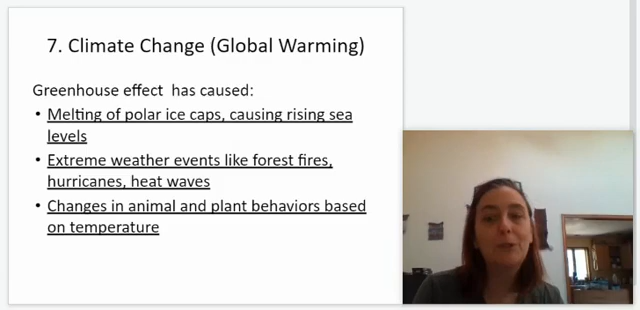 7. Climate Change (Global Warming)
Greenhouse effect has caused:
• Melting of polar ice caps, causing rising sea
levels
• Extreme weather events like forest fires,
hurricanes, heat waves
• Changes in animal and plant behaviors based
on temperature